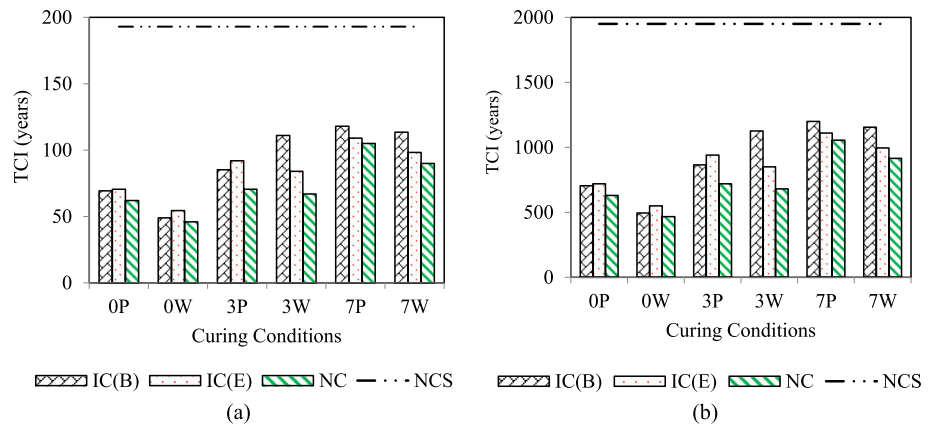 200
150
100
50
0
TCI (years)
0P 0W 3P 3W 7P 7W
Curing Conditions
IC(B) IC(E) NC NCS
(a)
2000
1500
1000
500
0
TCI (years)
0P 0W 3P 3W 7P 7W
Curing Conditions
IC(B) IC(E) NC NCS
(b)